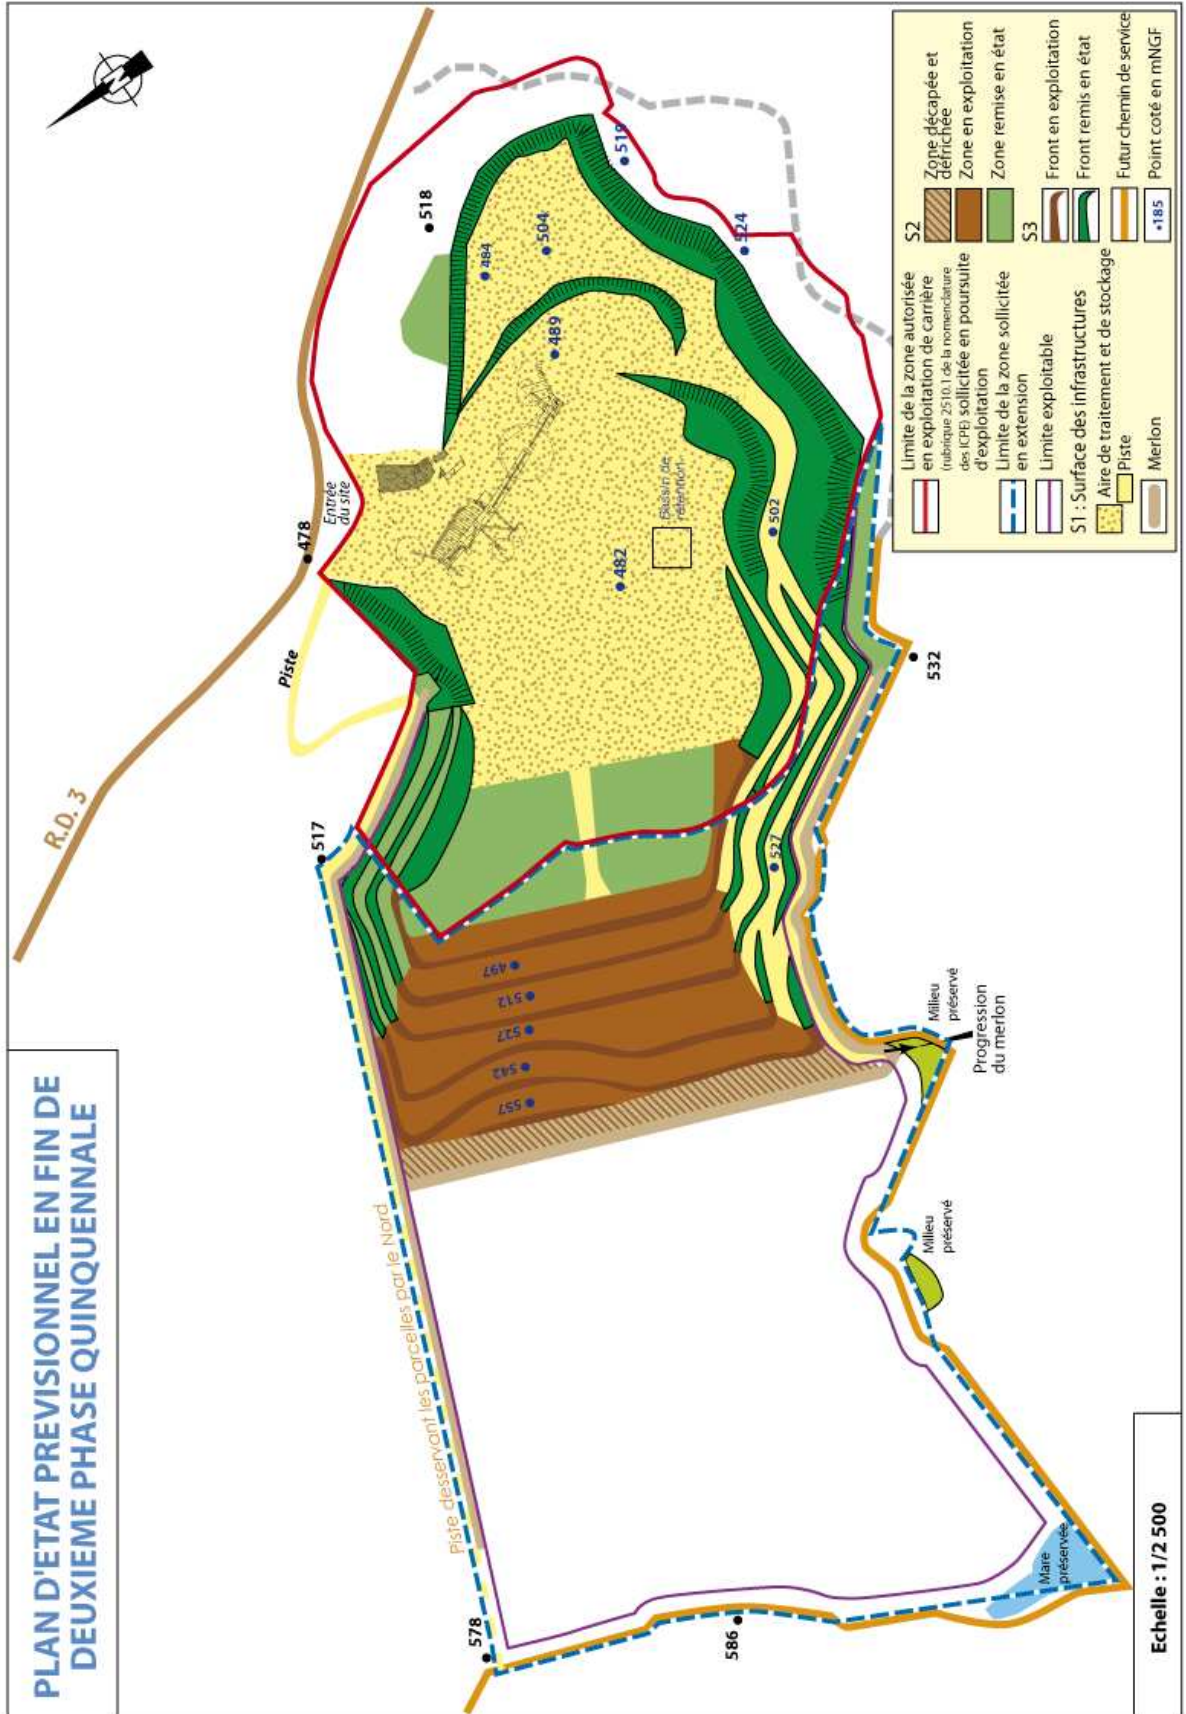 PLAN D'ETAT PREVISIONNEL EN FIN DE
DEUXIEME PHASE QUINQUENNALE
R.D. 3
N
Piste
Entrée
du site
478
517
518
519
524
484
504
489
482
Bassin de
rétention
502
527
532
497
512
527
542
557
Piste desservant les parcelles par le Nord
578
586
Milieu
préservé
Progression
du merlon
Milieu
préservé
Mare
préservée
Echelle : 1/2 500
Limite de la zone autorisée
en exploitation de carrière
(rubrique 2510.1 de la nomenclature
des ICPE) sollicitée en poursuite
d'exploitation
Limite de la zone sollicitée
en extension
Limite exploitable
S1 : Surface des infrastructures
Aire de traitement et de stockage
Piste
Merlon
S2
Zone décapée et
défrichée
Zone en exploitation
Zone remise en état
S3
Front en exploitation
Front remis en état
Futur chemin de service
185
Point coté en mNGF